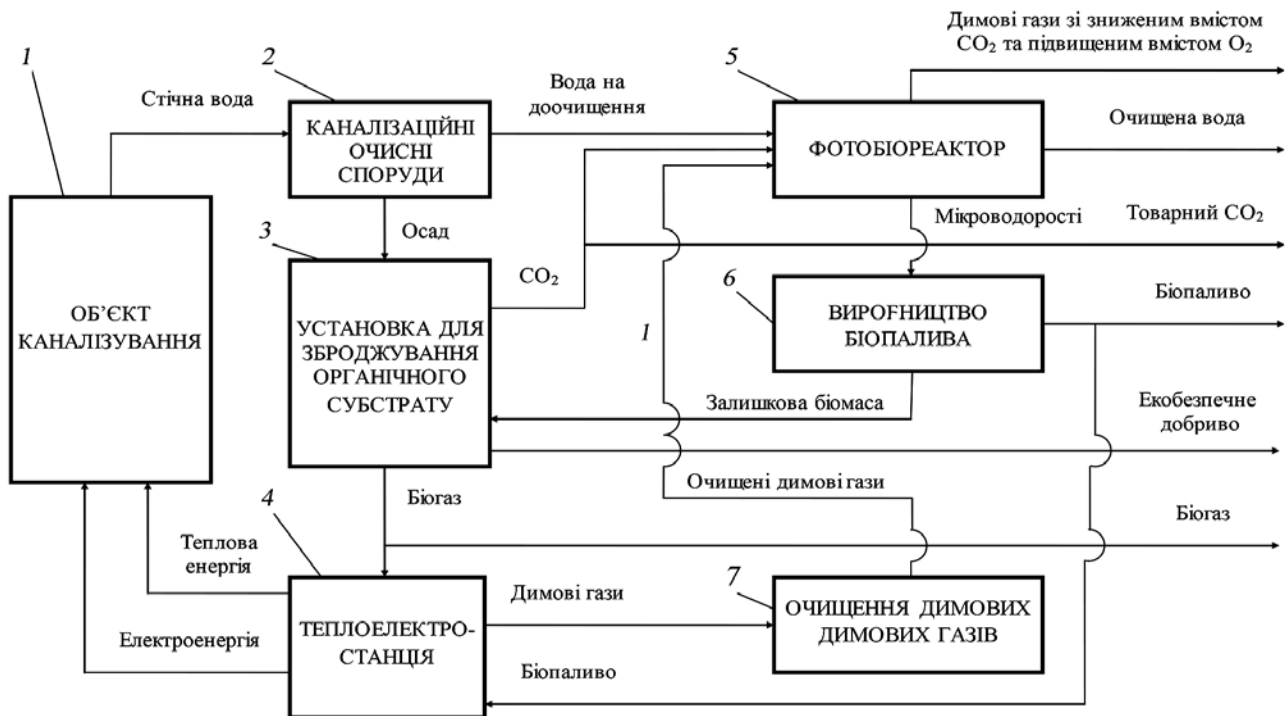 Димові гази зі зниженим вмістом
CO₂ та підвищеним вмістом O₂
1
2
5
Стічна вода
Вода на
доочищення
КАНАЛІЗАЦІЙНІ
ОЧИСНІ
СПОРУДИ
ФОТОБІОРЕАКТОР
Очищена вода
Мікроводорості
Товарний CO₂
Осад
3
CO₂
6
Біопаливо
ОБ’ЄКТ
КАНАЛІЗУВАННЯ
УСТАНОВКА ДЛЯ
ЗБРОДЖУВАННЯ
ОРГАНІЧНОГО
СУБСТРАТУ
1
ВИРОҒНИЦТВО
БІОПАЛИВА
Залишкова біомаса
Екобезпечне
добриво
Біогаз
Очищені димові гази
4
Біогаз
Теплова
енергія
Димові гази
7
ТЕПЛОЕЛЕКТРО-
СТАНЦІЯ
ОЧИЩЕННЯ ДИМОВИХ
ДИМОВИХ ГАЗІВ
Електроенергія
Біопаливо